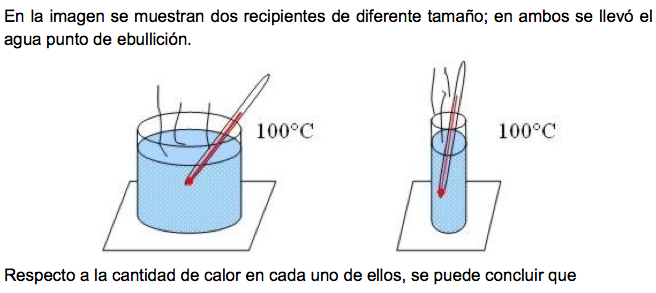 En la imagen se muestran dos recipientes de diferente tamaño; en ambos se llevó el
agua punto de ebullición.
100°C
100°C
Respecto a la cantidad de calor en cada uno de ellos, se puede concluir que